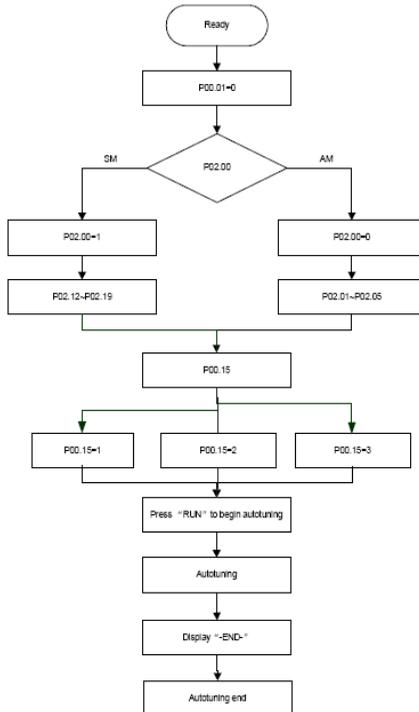 Ready
P00.01=0
SM
P02.00
AM
P02.00=1
P02.00=0
P02.12~P02.19
P02.01~P02.05
P00.15
P00.15=1
P00.15=2
P00.15=3
Press “RUN” to begin autotuning
Autotuning
Display “-END-”
Autotuning end